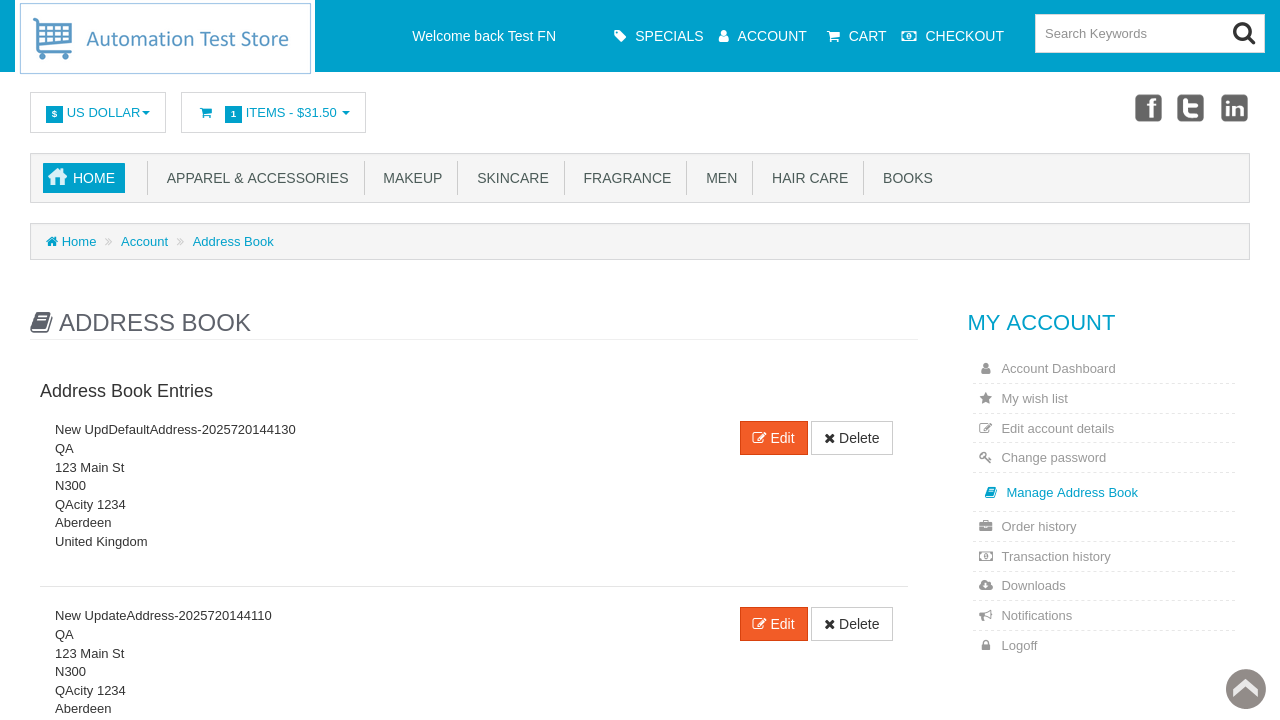 Automation Test Store
Welcome back Test FN
SPECIALS
ACCOUNT
CART
CHECKOUT
Search Keywords
$ US DOLLAR
1 ITEMS - $31.50
HOME
APPAREL & ACCESSORIES
MAKEUP
SKINCARE
FRAGRANCE
MEN
HAIR CARE
BOOKS
Home » Account » Address Book
ADDRESS BOOK
Address Book Entries
New UpdDefaultAddress-2025720144130
QA
123 Main St
N300
QAcity 1234
Aberdeen
United Kingdom
Edit
Delete
New UpdateAddress-2025720144110
QA
123 Main St
N300
QAcity 1234
Aberdeen
Edit
Delete
MY ACCOUNT
Account Dashboard
My wish list
Edit account details
Change password
Manage Address Book
Order history
Transaction history
Downloads
Notifications
Logoff